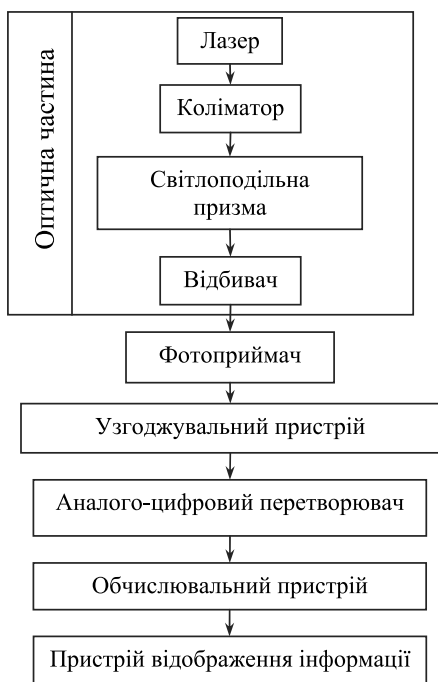 Оптична частина
Лазер
Коліматор
Світлоподільна
призма
Відбивач
Фотоприймач
Узгоджувальний пристрій
Аналого-цифровий перетворювач
Обчислювальний пристрій
Пристрій відображення інформації